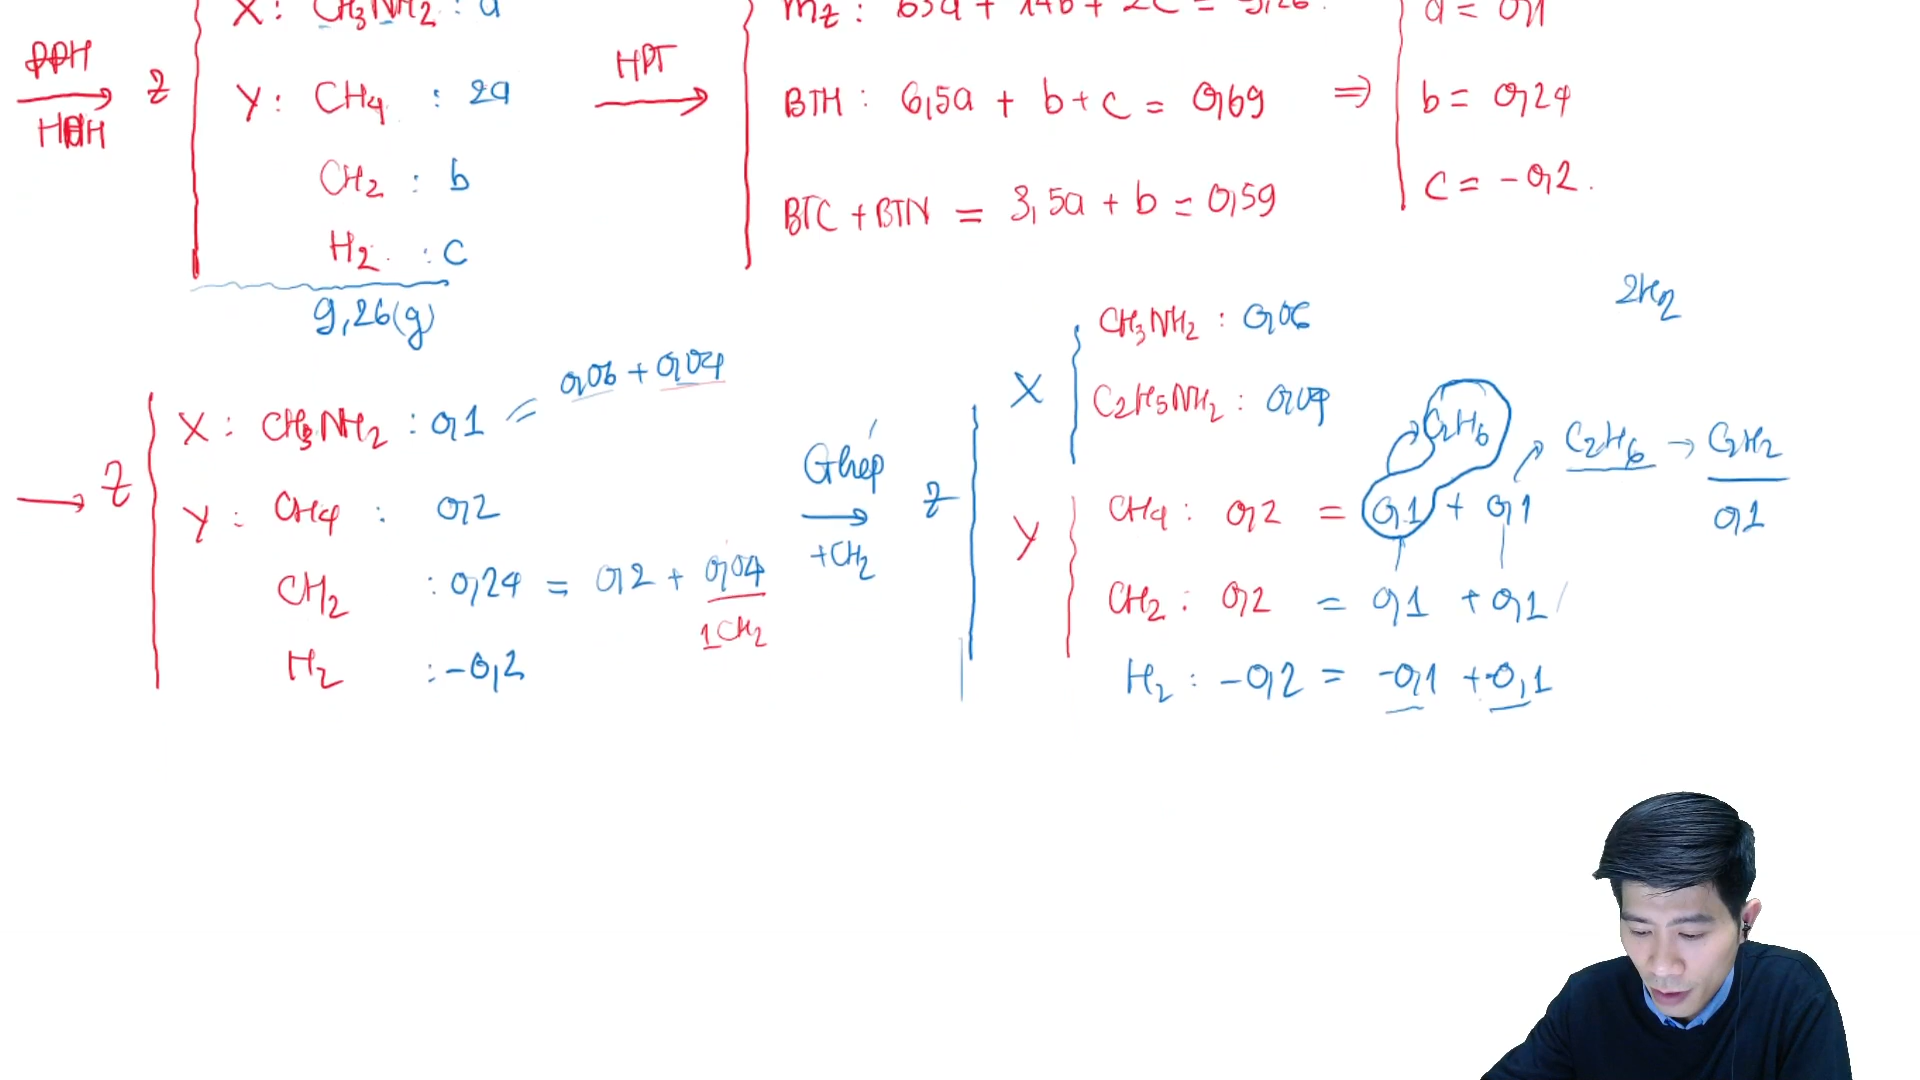 X: CH3NH2 : a
Y: CH4 : 2a
CH2 : b
H2 : c
9,26(g)
ĐĐH
Z
HPT
mZ : 63a + 14b + 2c = 9,26.
BTH : 6,5a + b + c = 0,69
BTC + BTN = 3,5a + b = 0,59
=> a = 0,1
b = 0,24
c = -0,2.
Z
X: CH3NH2 : 0,1 = 0,06 + 0,04
Y: CH4 : 0,2
CH2 : 0,24 = 0,2 + 0,04
1CH2
H2 : -0,2
Ghép
+CH2
Z
X
CH3NH2 : 0,06
C2H5NH2 : 0,04
2H2
Y
C2H6
C2H6 → C2H2
0,1
CH4 : 0,2 = 0,1 + 0,1
CH2 : 0,2 = 0,1 + 0,1
H2 : -0,2 = -0,1 + -0,1